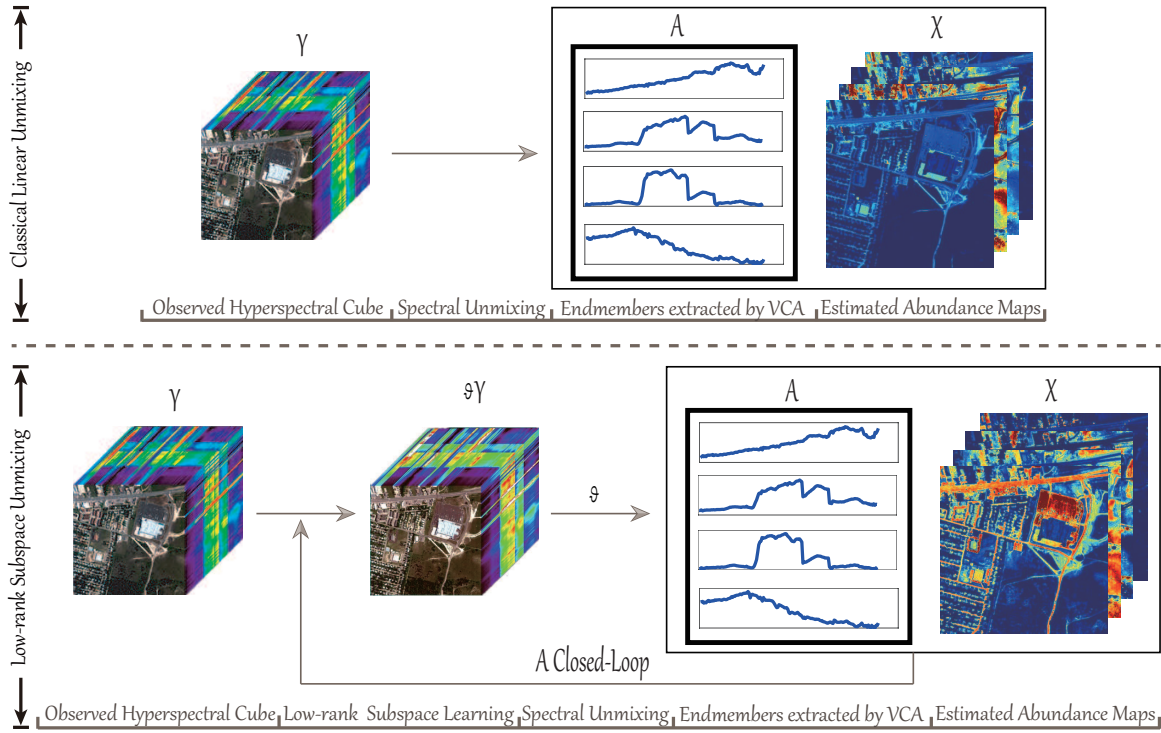 Classical Linear Unmixing
Y
A
X
Observed Hyperspectral Cube
Spectral Unmixing
Endmembers extracted by VCA
Estimated Abundance Maps
Low-rank Subspace Unmixing
Y
ϑY
ϑ
A
X
A Closed-Loop
Observed Hyperspectral Cube
Low-rank Subspace Learning
Spectral Unmixing
Endmembers extracted by VCA
Estimated Abundance Maps